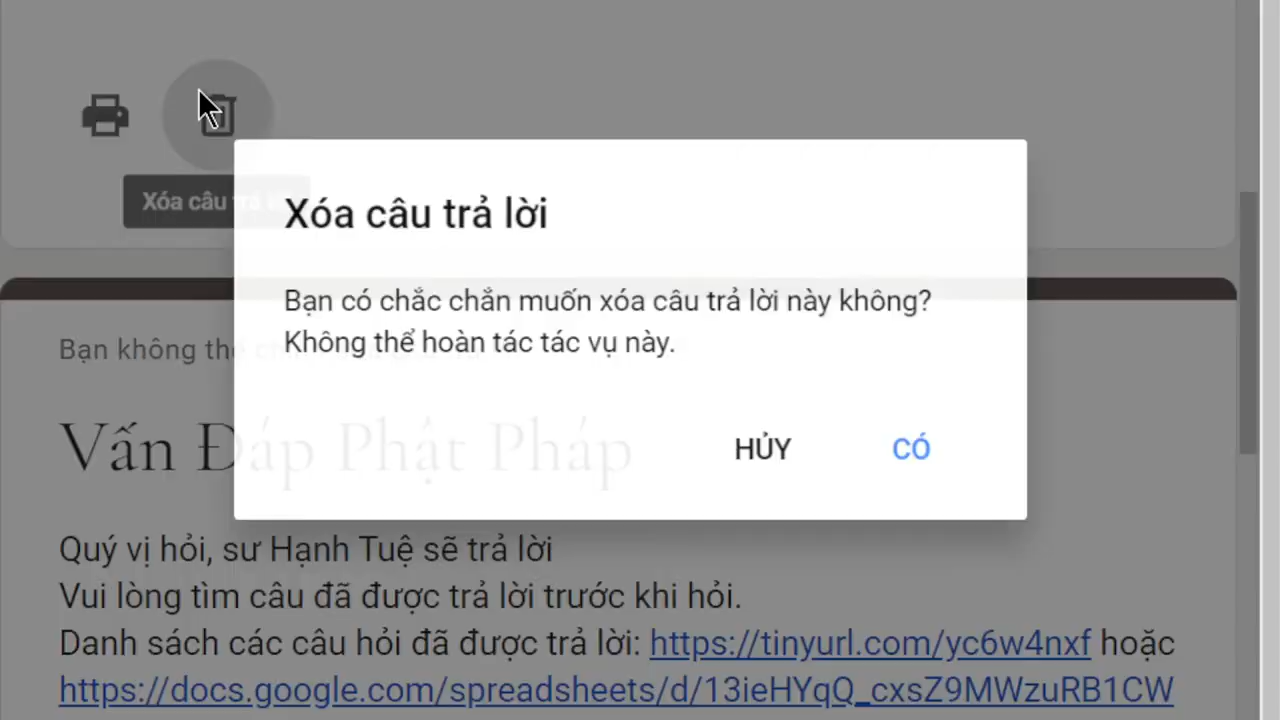 Xóa câu
Xóa câu trả lời
Bạn có chắc chắn muốn xóa câu trả lời này không?
Không thể hoàn tác tác vụ này.
Bạn không thể
Vấn Đáp Phật Pháp
HỦY
CÓ
Quý vị hỏi, sư Hạnh Tuệ sẽ trả lời
Vui lòng tìm câu đã được trả lời trước khi hỏi.
Danh sách các câu hỏi đã được trả lời: https://tinyurl.com/yc6w4nxf hoặc
https://docs.google.com/spreadsheets/d/13ieHYqQ_cxsZ9MWzuRB1CW